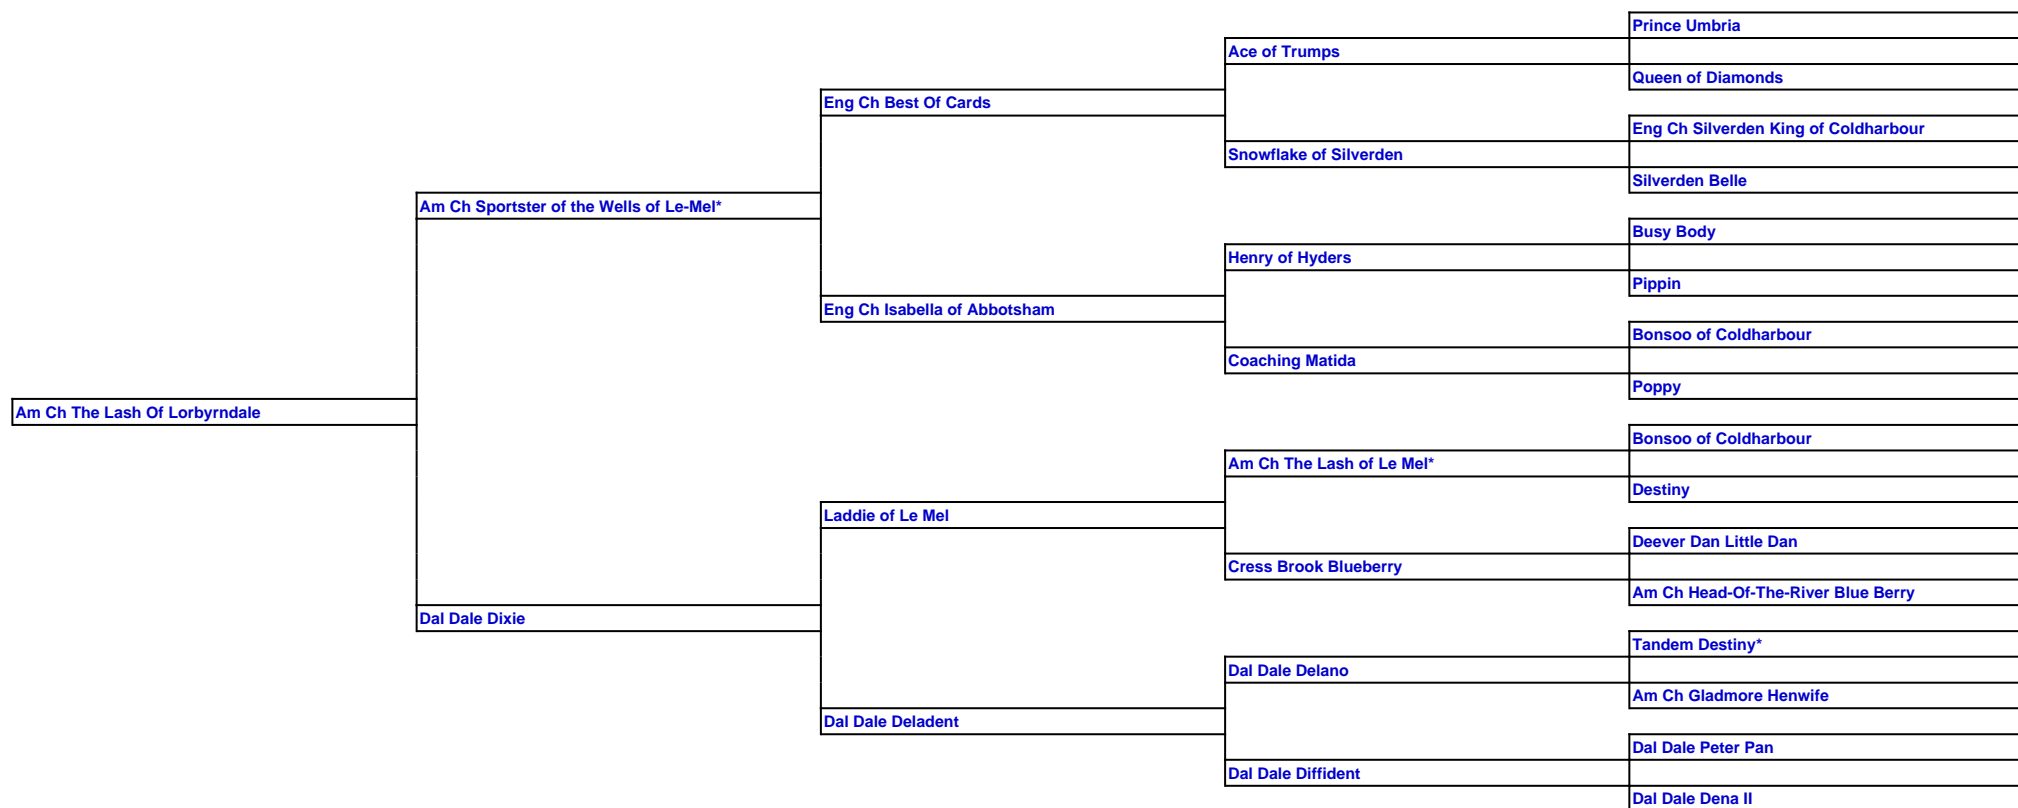 Prince Umbria
Ace of Trumps
Queen of Diamonds
Eng Ch Best Of Cards
Eng Ch Silverden King of Coldharbour
Snowflake of Silverden
Silverden Belle
Am Ch Sportster of the Wells of Le-Mel*
Busy Body
Henry of Hyders
Pippin
Eng Ch Isabella of Abbotsham
Bonsoo of Coldharbour
Coaching Matida
Poppy
Am Ch The Lash Of Lorbyrndale
Bonsoo of Coldharbour
Am Ch The Lash of Le Mel*
Destiny
Laddie of Le Mel
Deever Dan Little Dan
Cress Brook Blueberry
Am Ch Head-Of-The-River Blue Berry
Dal Dale Dixie
Tandem Destiny*
Dal Dale Delano
Am Ch Gladmore Henwife
Dal Dale Deladent
Dal Dale Peter Pan
Dal Dale Diffident
Dal Dale Dena II